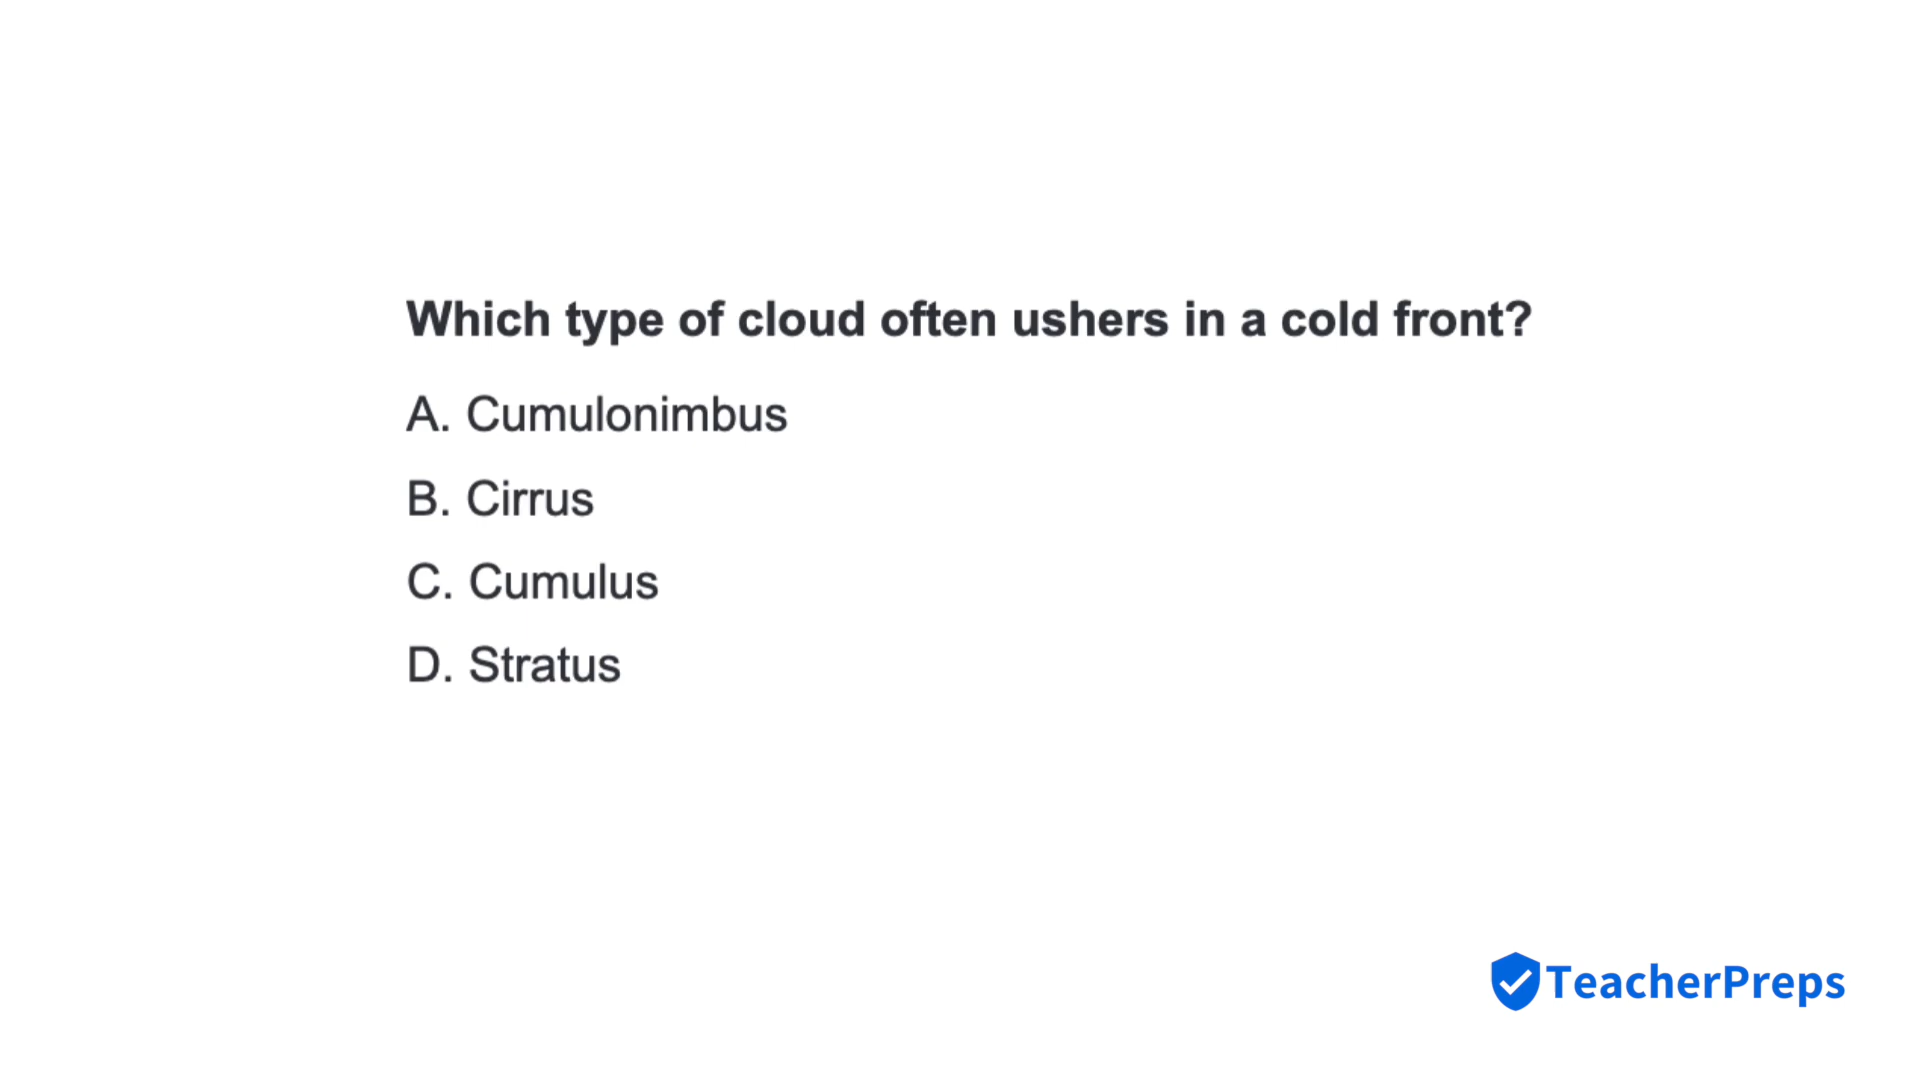 Which type of cloud often ushers in a cold front?
A. Cumulonimbus
B. Cirrus
C. Cumulus
D. Stratus
TeacherPreps